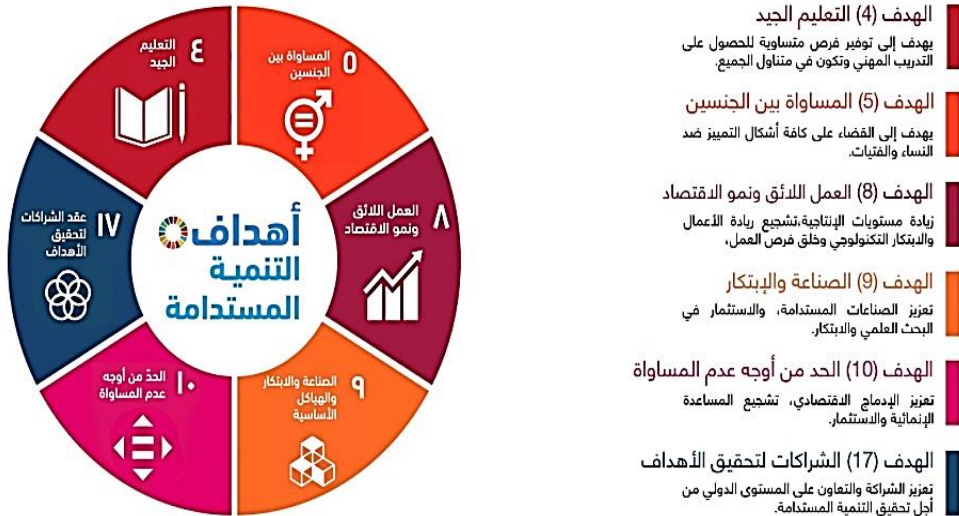 ٤ التعليم
الجيد
٥ المساواة بين
الجنسين
٨ العمل اللائق
ونمو الاقتصاد
٩ الصناعة والابتكار
والهياكل
الأساسية
١٠ الحدّ من أوجه
عدم المساواة
١٧ عقد الشراكات
لتحقيق
الأهداف
أهداف
التنمية
المستدامة
الهدف (4) التعليم الجيد
يهدف إلى توفير فرص متساوية للحصول على
التدريب المهني وتكون في متناول الجميع.
الهدف (5) المساواة بين الجنسين
يهدف إلى القضاء على كافة أشكال التمييز ضد
النساء والفتيات.
الهدف (8) العمل اللائق ونمو الاقتصاد
زيادة مستويات الإنتاجية،تشجيع ريادة الأعمال
والابتكار التكنولوجي وخلق فرص العمل،
الهدف (9) الصناعة والإبتكار
تعزيز الصناعات المستدامة، والاستثمار في
البحث العلمي والابتكار.
الهدف (10) الحد من أوجه عدم المساواة
تعزيز الإدماج الاقتصادي، تشجيع المساعدة
الإنمائية والاستثمار.
الهدف (17) الشراكات لتحقيق الأهداف
تعزيز الشراكة والتعاون على المستوى الدولي من
أجل تحقيق التنمية المستدامة.